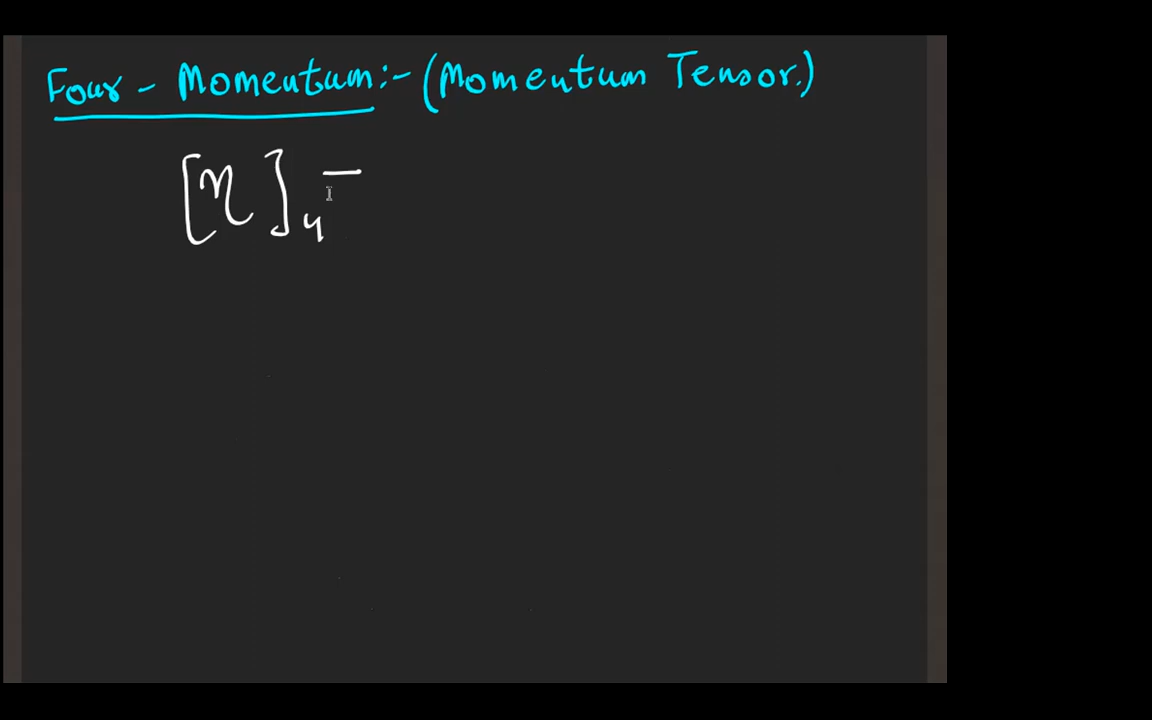 Four - Momentum:- (Momentum Tensor.)
[η]₄ —